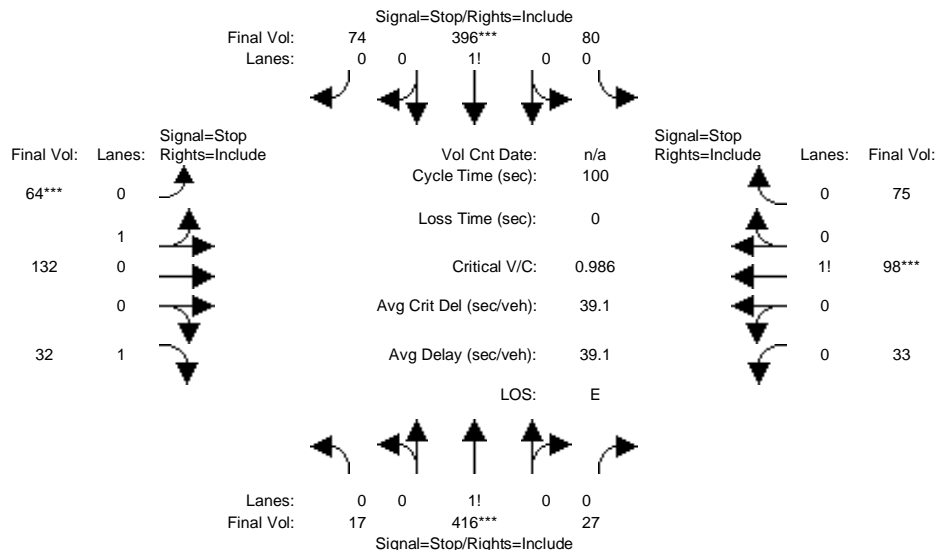 Signal=Stop/Rights=Include
Final Vol: 74 396*** 80
Lanes: 0 0 1! 0 0
Signal=Stop Signal=Stop
Final Vol: Lanes: Rights=Include Vol Cnt Date: n/a Rights=Include Lanes: Final Vol:
Cycle Time (sec): 100
64*** 0 0 75
Loss Time (sec): 0
1 0
132 0 Critical V/C: 0.986 1! 98***
0 Avg Crit Del (sec/veh): 39.1 0
32 1 Avg Delay (sec/veh): 39.1 0 33
LOS: E
Lanes: 0 0 1! 0 0
Final Vol: 17 416*** 27
Signal=Stop/Rights=Include